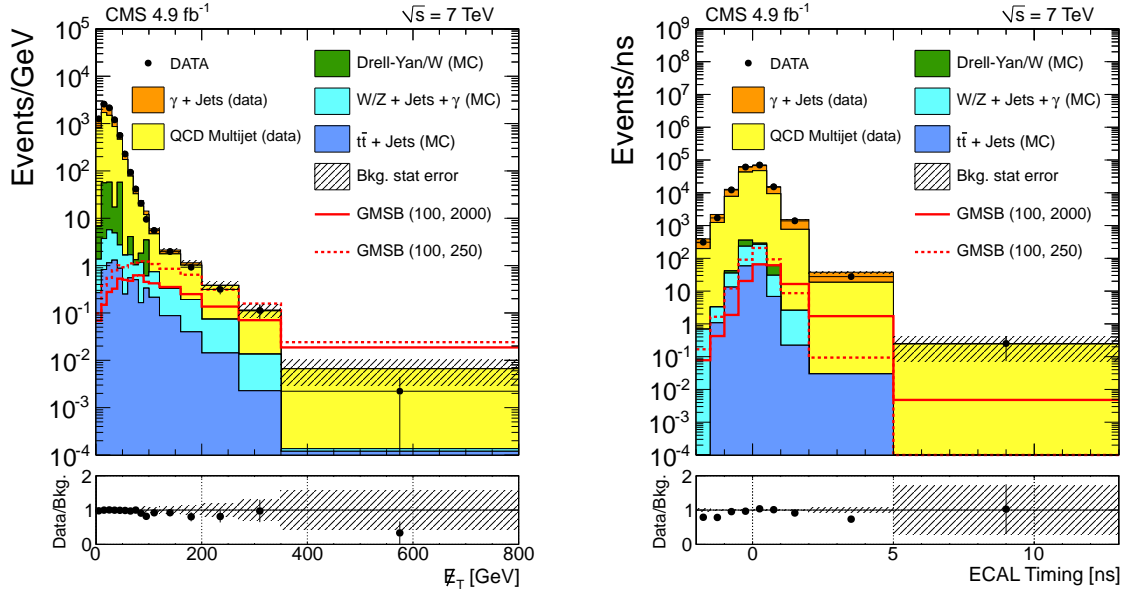 CMS 4.9 fb⁻¹ √s = 7 TeV
Events/GeV
10⁵
10⁴
10³
10²
10
1
10⁻¹
10⁻²
10⁻³
10⁻⁴
DATA
γ + Jets (data)
QCD Multijet (data)
Drell-Yan/W (MC)
W/Z + Jets + γ (MC)
tt̄ + Jets (MC)
Bkg. stat error
GMSB (100, 2000)
GMSB (100, 250)
Data/Bkg.
2
1
0
0 200 400 600 800
E̸_T [GeV]
CMS 4.9 fb⁻¹ √s = 7 TeV
Events/ns
10⁹
10⁸
10⁷
10⁶
10⁵
10⁴
10³
10²
10
1
10⁻¹
10⁻²
10⁻³
10⁻⁴
DATA
γ + Jets (data)
QCD Multijet (data)
Drell-Yan/W (MC)
W/Z + Jets + γ (MC)
tt̄ + Jets (MC)
Bkg. stat error
GMSB (100, 2000)
GMSB (100, 250)
Data/Bkg.
2
1
0
0 5 10
ECAL Timing [ns]